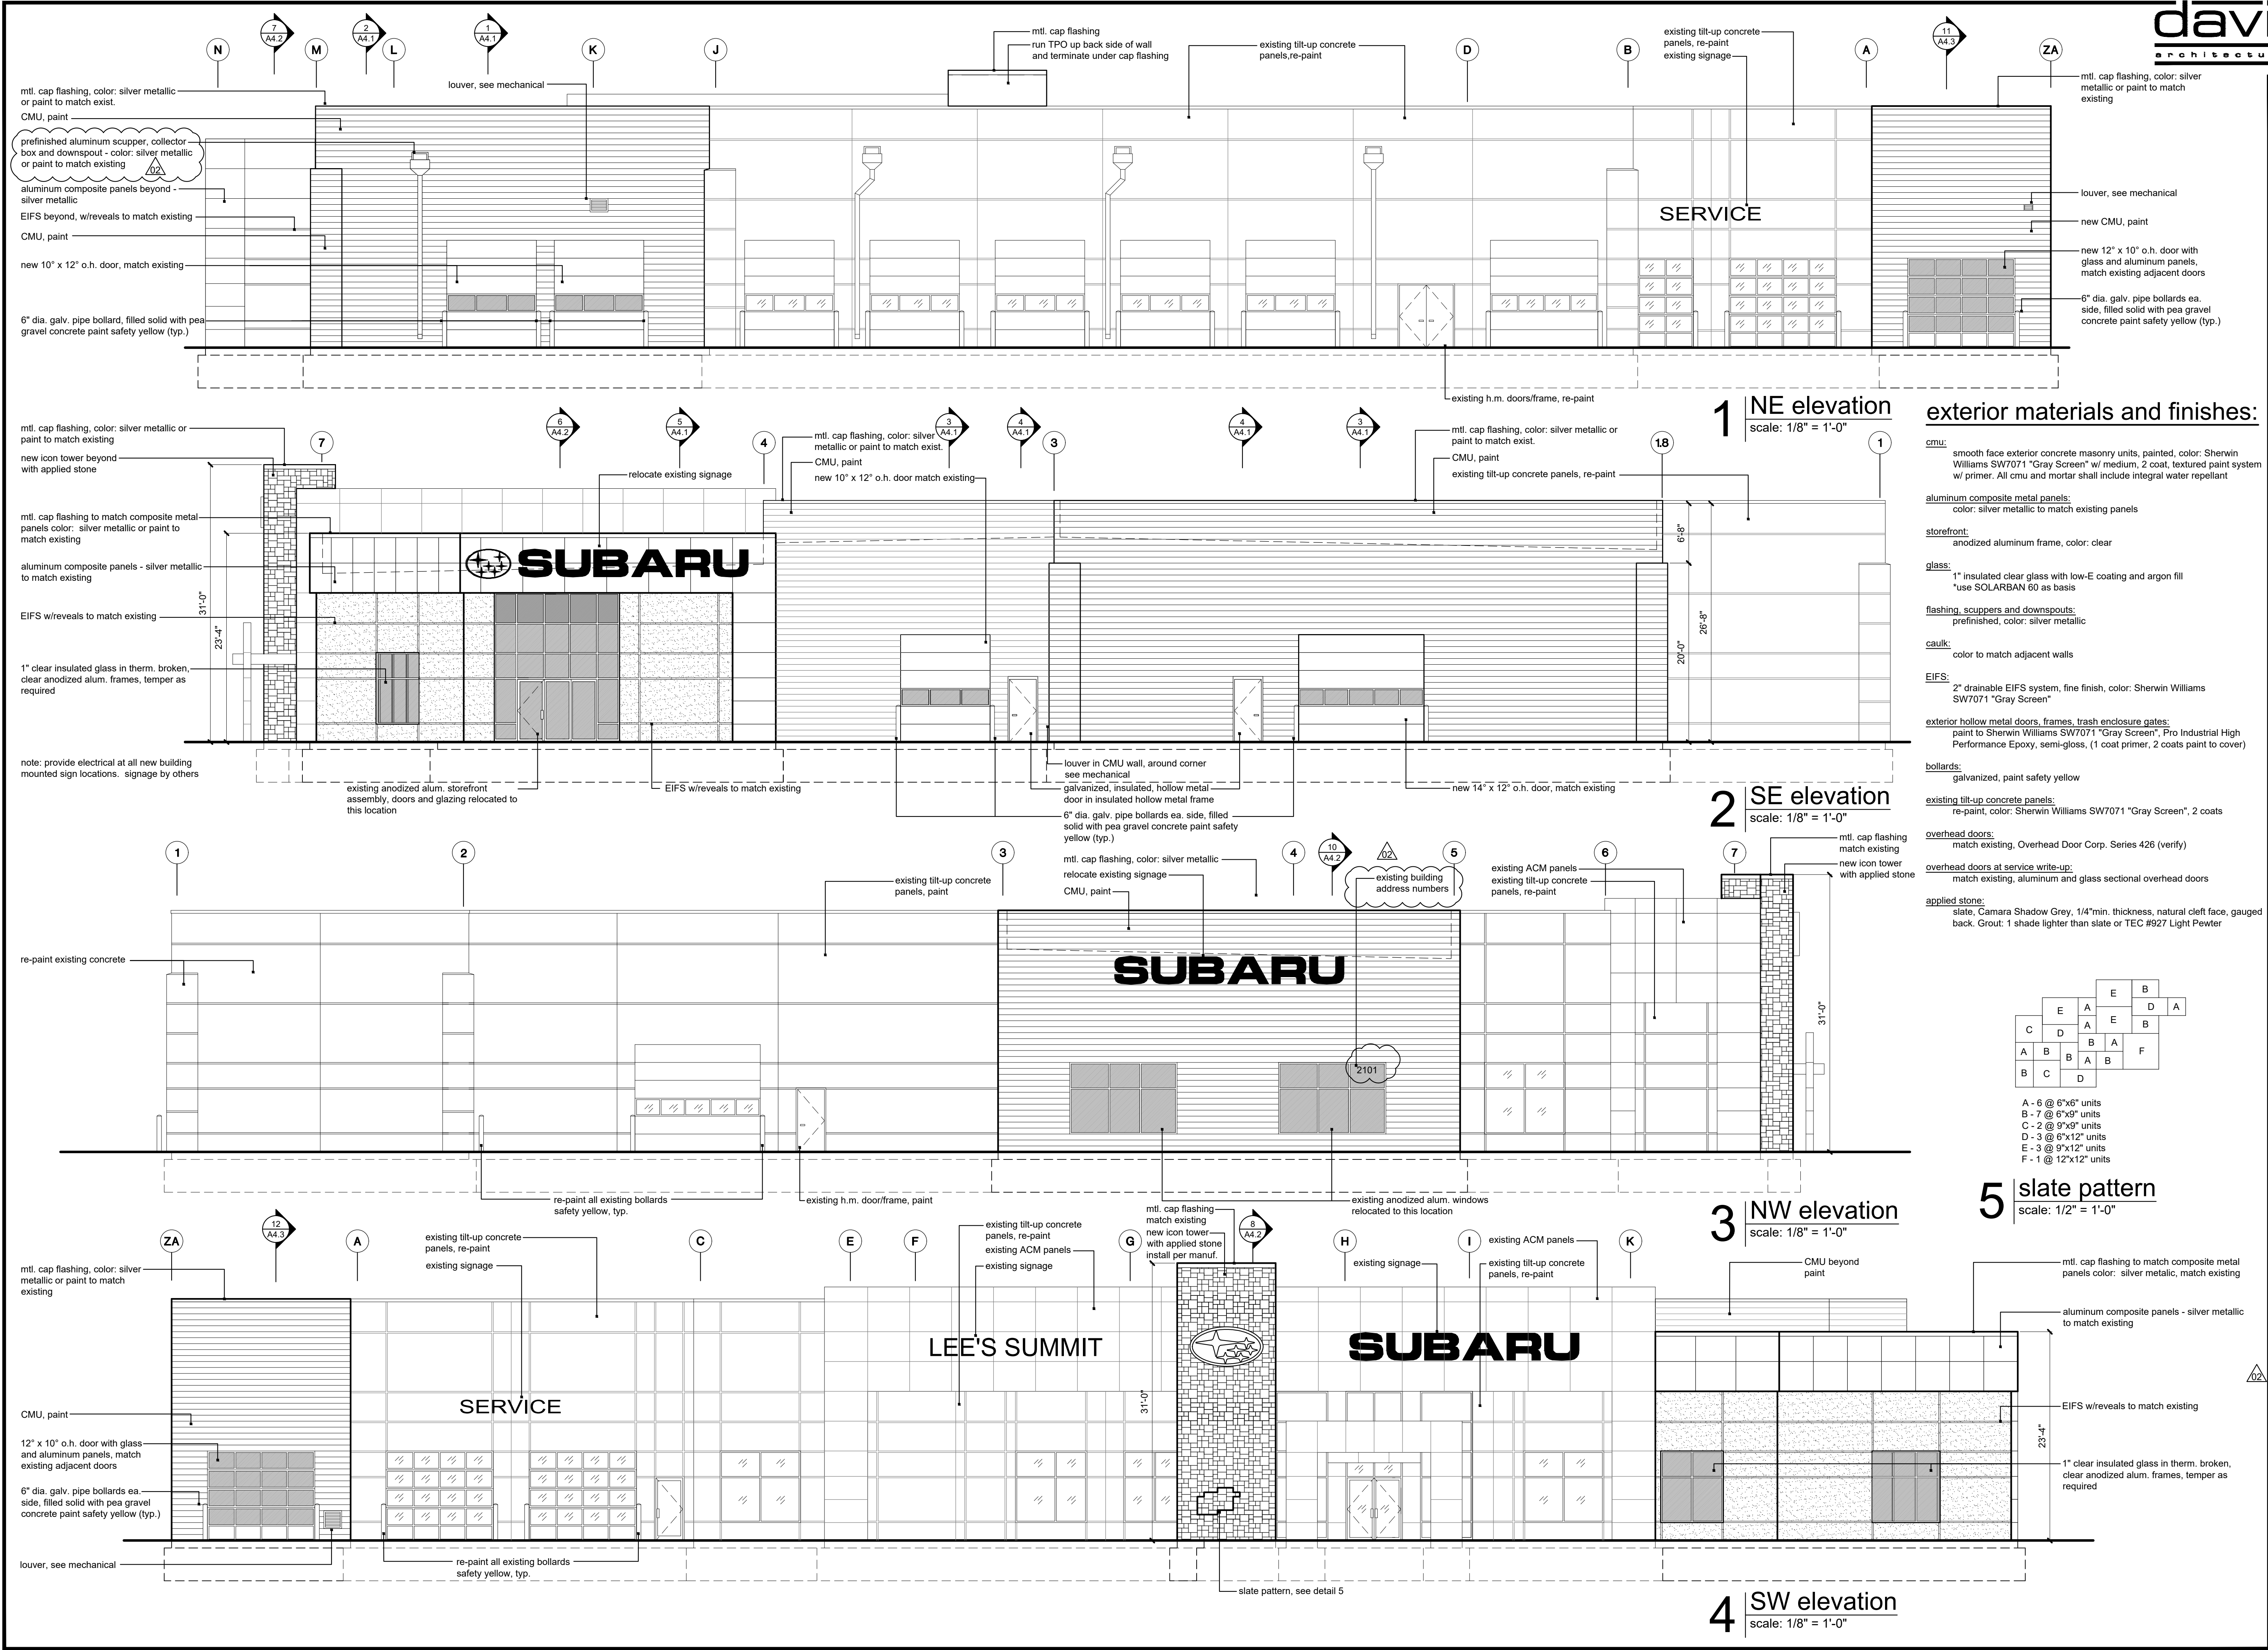 davi
architectu
N
7
A4.2
M
2
A4.1
L
1
A4.1
K
J
D
B
A
11
A4.3
ZA
mtl. cap flashing
run TPO up back side of wall
and terminate under cap flashing
existing tilt-up concrete
panels,re-paint
existing tilt-up concrete
panels, re-paint
existing signage
louver, see mechanical
mtl. cap flashing, color: silver metallic
or paint to match exist.
CMU, paint
prefinished aluminum scupper, collector
box and downspout - color: silver metallic
or paint to match existing
02
aluminum composite panels beyond -
silver metallic
EIFS beyond, w/reveals to match existing
CMU, paint
new 10° x 12° o.h. door, match existing
6" dia. galv. pipe bollard, filled solid with pea
gravel concrete paint safety yellow (typ.)
SERVICE
mtl. cap flashing, color: silver
metallic or paint to match
existing
louver, see mechanical
new CMU, paint
new 12° x 10° o.h. door with
glass and aluminum panels,
match existing adjacent doors
6" dia. galv. pipe bollards ea.
side, filled solid with pea gravel
concrete paint safety yellow (typ.)
existing h.m. doors/frame, re-paint
1 NE elevation
scale: 1/8" = 1'-0"
mtl. cap flashing, color: silver metallic or
paint to match existing
new icon tower beyond
with applied stone
7
6
A4.2
5
A4.1
4
3
A4.1
4
A4.1
3
4
A4.1
3
A4.1
1.8
1
relocate existing signage
mtl. cap flashing, color: silver
metallic or paint to match exist.
CMU, paint
new 10° x 12° o.h. door match existing
mtl. cap flashing, color: silver metallic or
paint to match exist.
CMU, paint
existing tilt-up concrete panels, re-paint
mtl. cap flashing to match composite metal
panels color: silver metallic or paint to
match existing
aluminum composite panels - silver metallic
to match existing
EIFS w/reveals to match existing
1" clear insulated glass in therm. broken,
clear anodized alum. frames, temper as
required
31'-0"
23'-4"
SUBARU
6'-8"
26'-8"
20'-0"
note: provide electrical at all new building
mounted sign locations. signage by others
existing anodized alum. storefront
assembly, doors and glazing relocated to
this location
EIFS w/reveals to match existing
louver in CMU wall, around corner
see mechanical
galvanized, insulated, hollow metal
door in insulated hollow metal frame
6" dia. galv. pipe bollards ea. side, filled
solid with pea gravel concrete paint safety
yellow (typ.)
new 14° x 12° o.h. door, match existing
2 SE elevation
scale: 1/8" = 1'-0"
exterior materials and finishes:
cmu:
smooth face exterior concrete masonry units, painted, color: Sherwin
Williams SW7071 "Gray Screen" w/ medium, 2 coat, textured paint system
w/ primer. All cmu and mortar shall include integral water repellant
aluminum composite metal panels:
color: silver metallic to match existing panels
storefront:
anodized aluminum frame, color: clear
glass:
1" insulated clear glass with low-E coating and argon fill
*use SOLARBAN 60 as basis
flashing, scuppers and downspouts:
prefinished, color: silver metallic
caulk:
color to match adjacent walls
EIFS:
2" drainable EIFS system, fine finish, color: Sherwin Williams
SW7071 "Gray Screen"
exterior hollow metal doors, frames, trash enclosure gates:
paint to Sherwin Williams SW7071 "Gray Screen", Pro Industrial High
Performance Epoxy, semi-gloss, (1 coat primer, 2 coats paint to cover)
bollards:
galvanized, paint safety yellow
existing tilt-up concrete panels:
re-paint, color: Sherwin Williams SW7071 "Gray Screen", 2 coats
overhead doors:
match existing, Overhead Door Corp. Series 426 (verify)
overhead doors at service write-up:
match existing, aluminum and glass sectional overhead doors
applied stone:
slate, Camara Shadow Grey, 1/4"min. thickness, natural cleft face, gauged
back. Grout: 1 shade lighter than slate or TEC #927 Light Pewter
1
2
3
4
10
A4.2
02
5
6
7
existing tilt-up concrete
panels, paint
mtl. cap flashing, color: silver metallic
relocate existing signage
CMU, paint
existing building
address numbers
existing ACM panels
existing tilt-up concrete
panels, re-paint
mtl. cap flashing
match existing
new icon tower
with applied stone
re-paint existing concrete
SUBARU
2101
31'-0"
re-paint all existing bollards
safety yellow, typ.
existing h.m. door/frame, paint
existing anodized alum. windows
relocated to this location
3 NW elevation
scale: 1/8" = 1'-0"
E B
E A D A
C A E B
D B A F
A B B A B
B C D
A - 6 @ 6"x6" units
B - 7 @ 6"x9" units
C - 2 @ 9"x9" units
D - 3 @ 6"x12" units
E - 3 @ 9"x12" units
F - 1 @ 12"x12" units
5 slate pattern
scale: 1/2" = 1'-0"
ZA
12
A4.3
A
C
E
F
G
8
A4.2
H
I
K
existing tilt-up concrete
panels, re-paint
existing signage
existing tilt-up concrete
panels, re-paint
existing ACM panels
existing signage
mtl. cap flashing
match existing
new icon tower
with applied stone
install per manuf.
existing signage
existing ACM panels
existing tilt-up concrete
panels, re-paint
CMU beyond
paint
mtl. cap flashing to match composite metal
panels color: silver metalic, match existing
aluminum composite panels - silver metallic
to match existing
02
EIFS w/reveals to match existing
1" clear insulated glass in therm. broken,
clear anodized alum. frames, temper as
required
mtl. cap flashing, color: silver
metallic or paint to match
existing
CMU, paint
12° x 10° o.h. door with glass
and aluminum panels, match
existing adjacent doors
6" dia. galv. pipe bollards ea.
side, filled solid with pea gravel
concrete paint safety yellow (typ.)
louver, see mechanical
SERVICE
LEE'S SUMMIT
31'-0"
SUBARU
23'-4"
re-paint all existing bollards
safety yellow, typ.
slate pattern, see detail 5
4 SW elevation
scale: 1/8" = 1'-0"